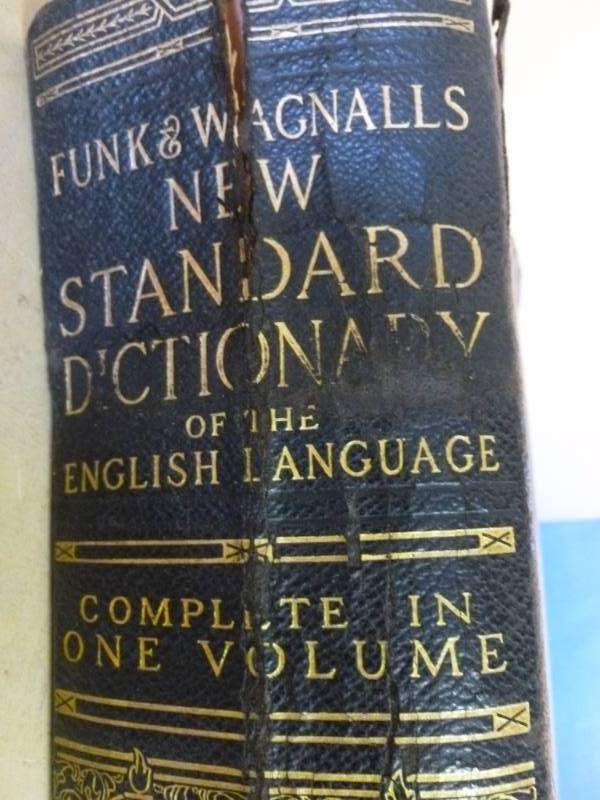 FUNK & WAGNALLS
NEW
STANDARD
DICTIONARY
OF THE
ENGLISH LANGUAGE
COMPLETE IN
ONE VOLUME